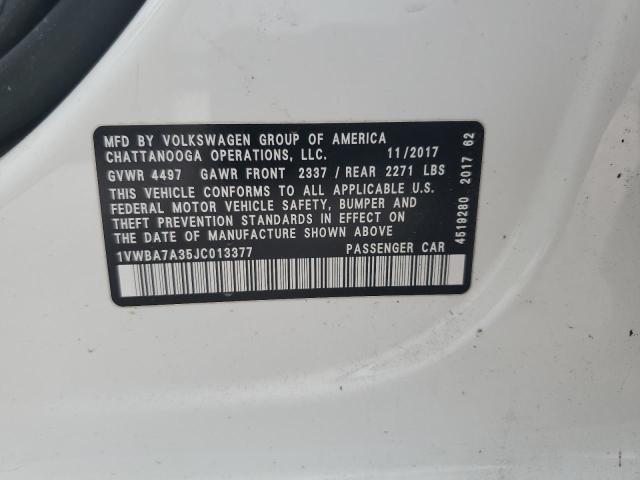 MFD BY VOLKSWAGEN GROUP OF AMERICA
CHATTANOOGA OPERATIONS, LLC. 11/2017
GVWR 4497 GAWR FRONT 2337 / REAR 2271 LBS
THIS VEHICLE CONFORMS TO ALL APPLICABLE U.S.
FEDERAL MOTOR VEHICLE SAFETY, BUMPER AND
THEFT PREVENTION STANDARDS IN EFFECT ON
THE DATE OF MANUFACTURE SHOWN ABOVE
1VWBA7A35JC013377 PASSENGER CAR
4519280 2017 62